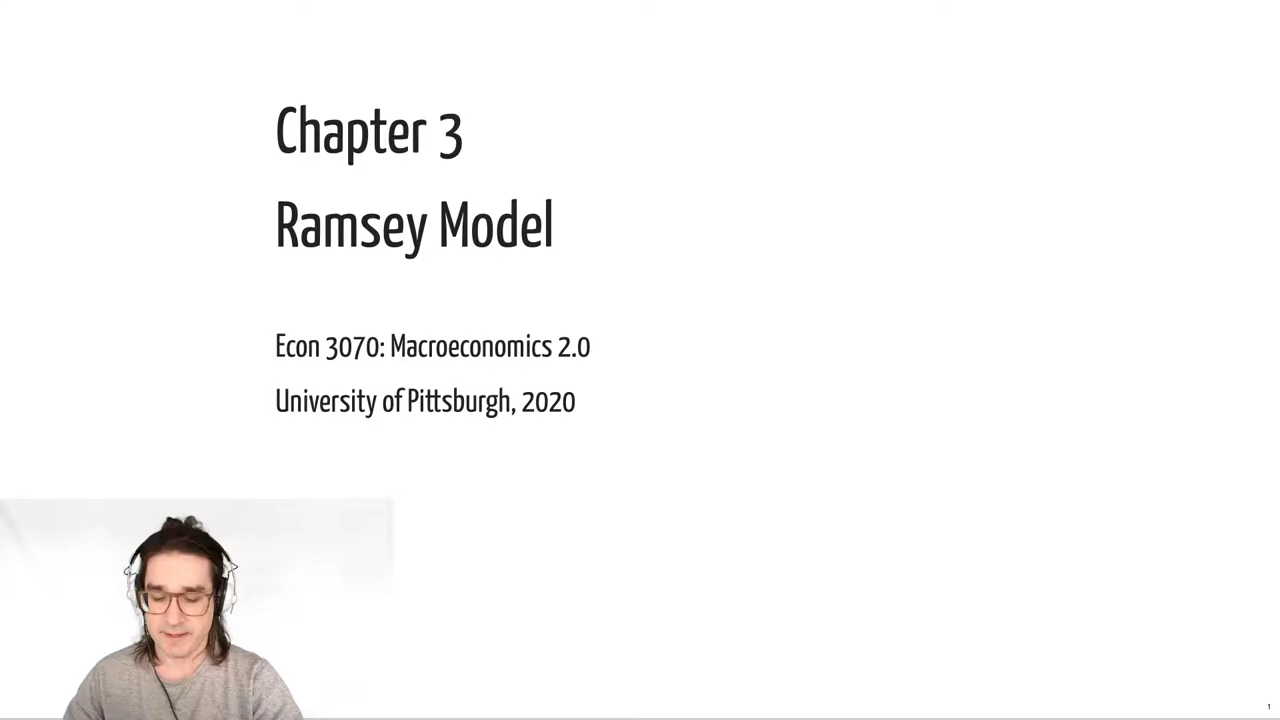 Chapter 3
Ramsey Model
Econ 3070: Macroeconomics 2.0
University of Pittsburgh, 2020
1